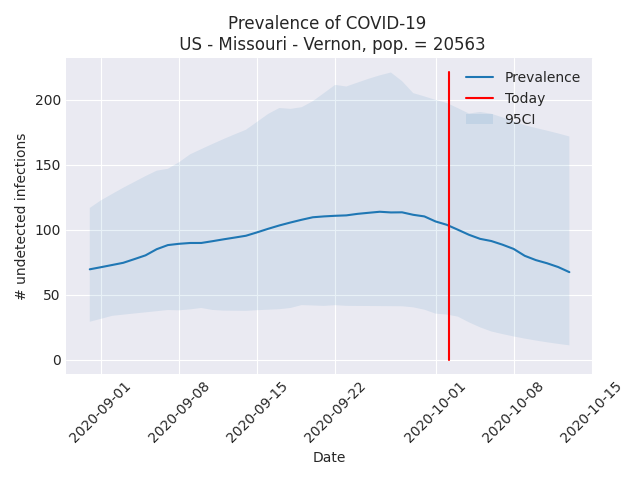 Prevalence of COVID-19
US - Missouri - Vernon, pop. = 20563
Prevalence
Today
95CI
200
150
100
50
0
# undetected infections
2020-09-01
2020-09-08
2020-09-15
2020-09-22
2020-10-01
2020-10-08
2020-10-15
Date